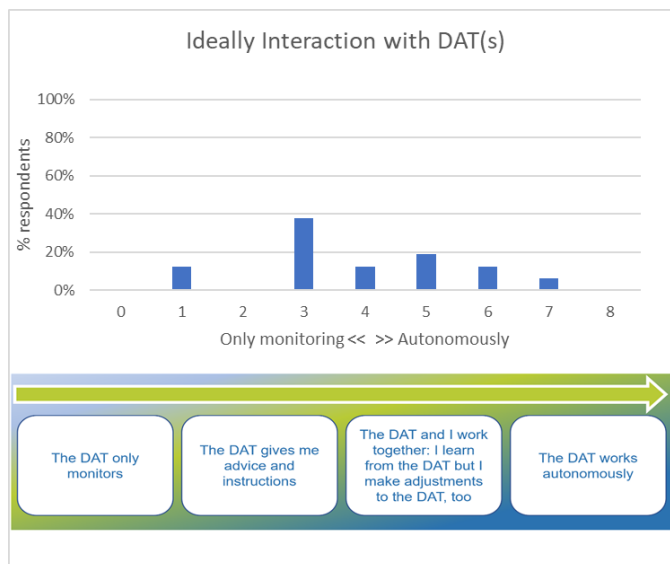 Ideally Interaction with DAT(s)
100%
80%
60%
40%
20%
0%
% respondents
0 1 2 3 4 5 6 7 8
Only monitoring << >> Autonomously
The DAT only
monitors
The DAT gives me
advice and
instructions
The DAT and I work
together: I learn
from the DAT but I
make adjustments
to the DAT, too
The DAT works
autonomously